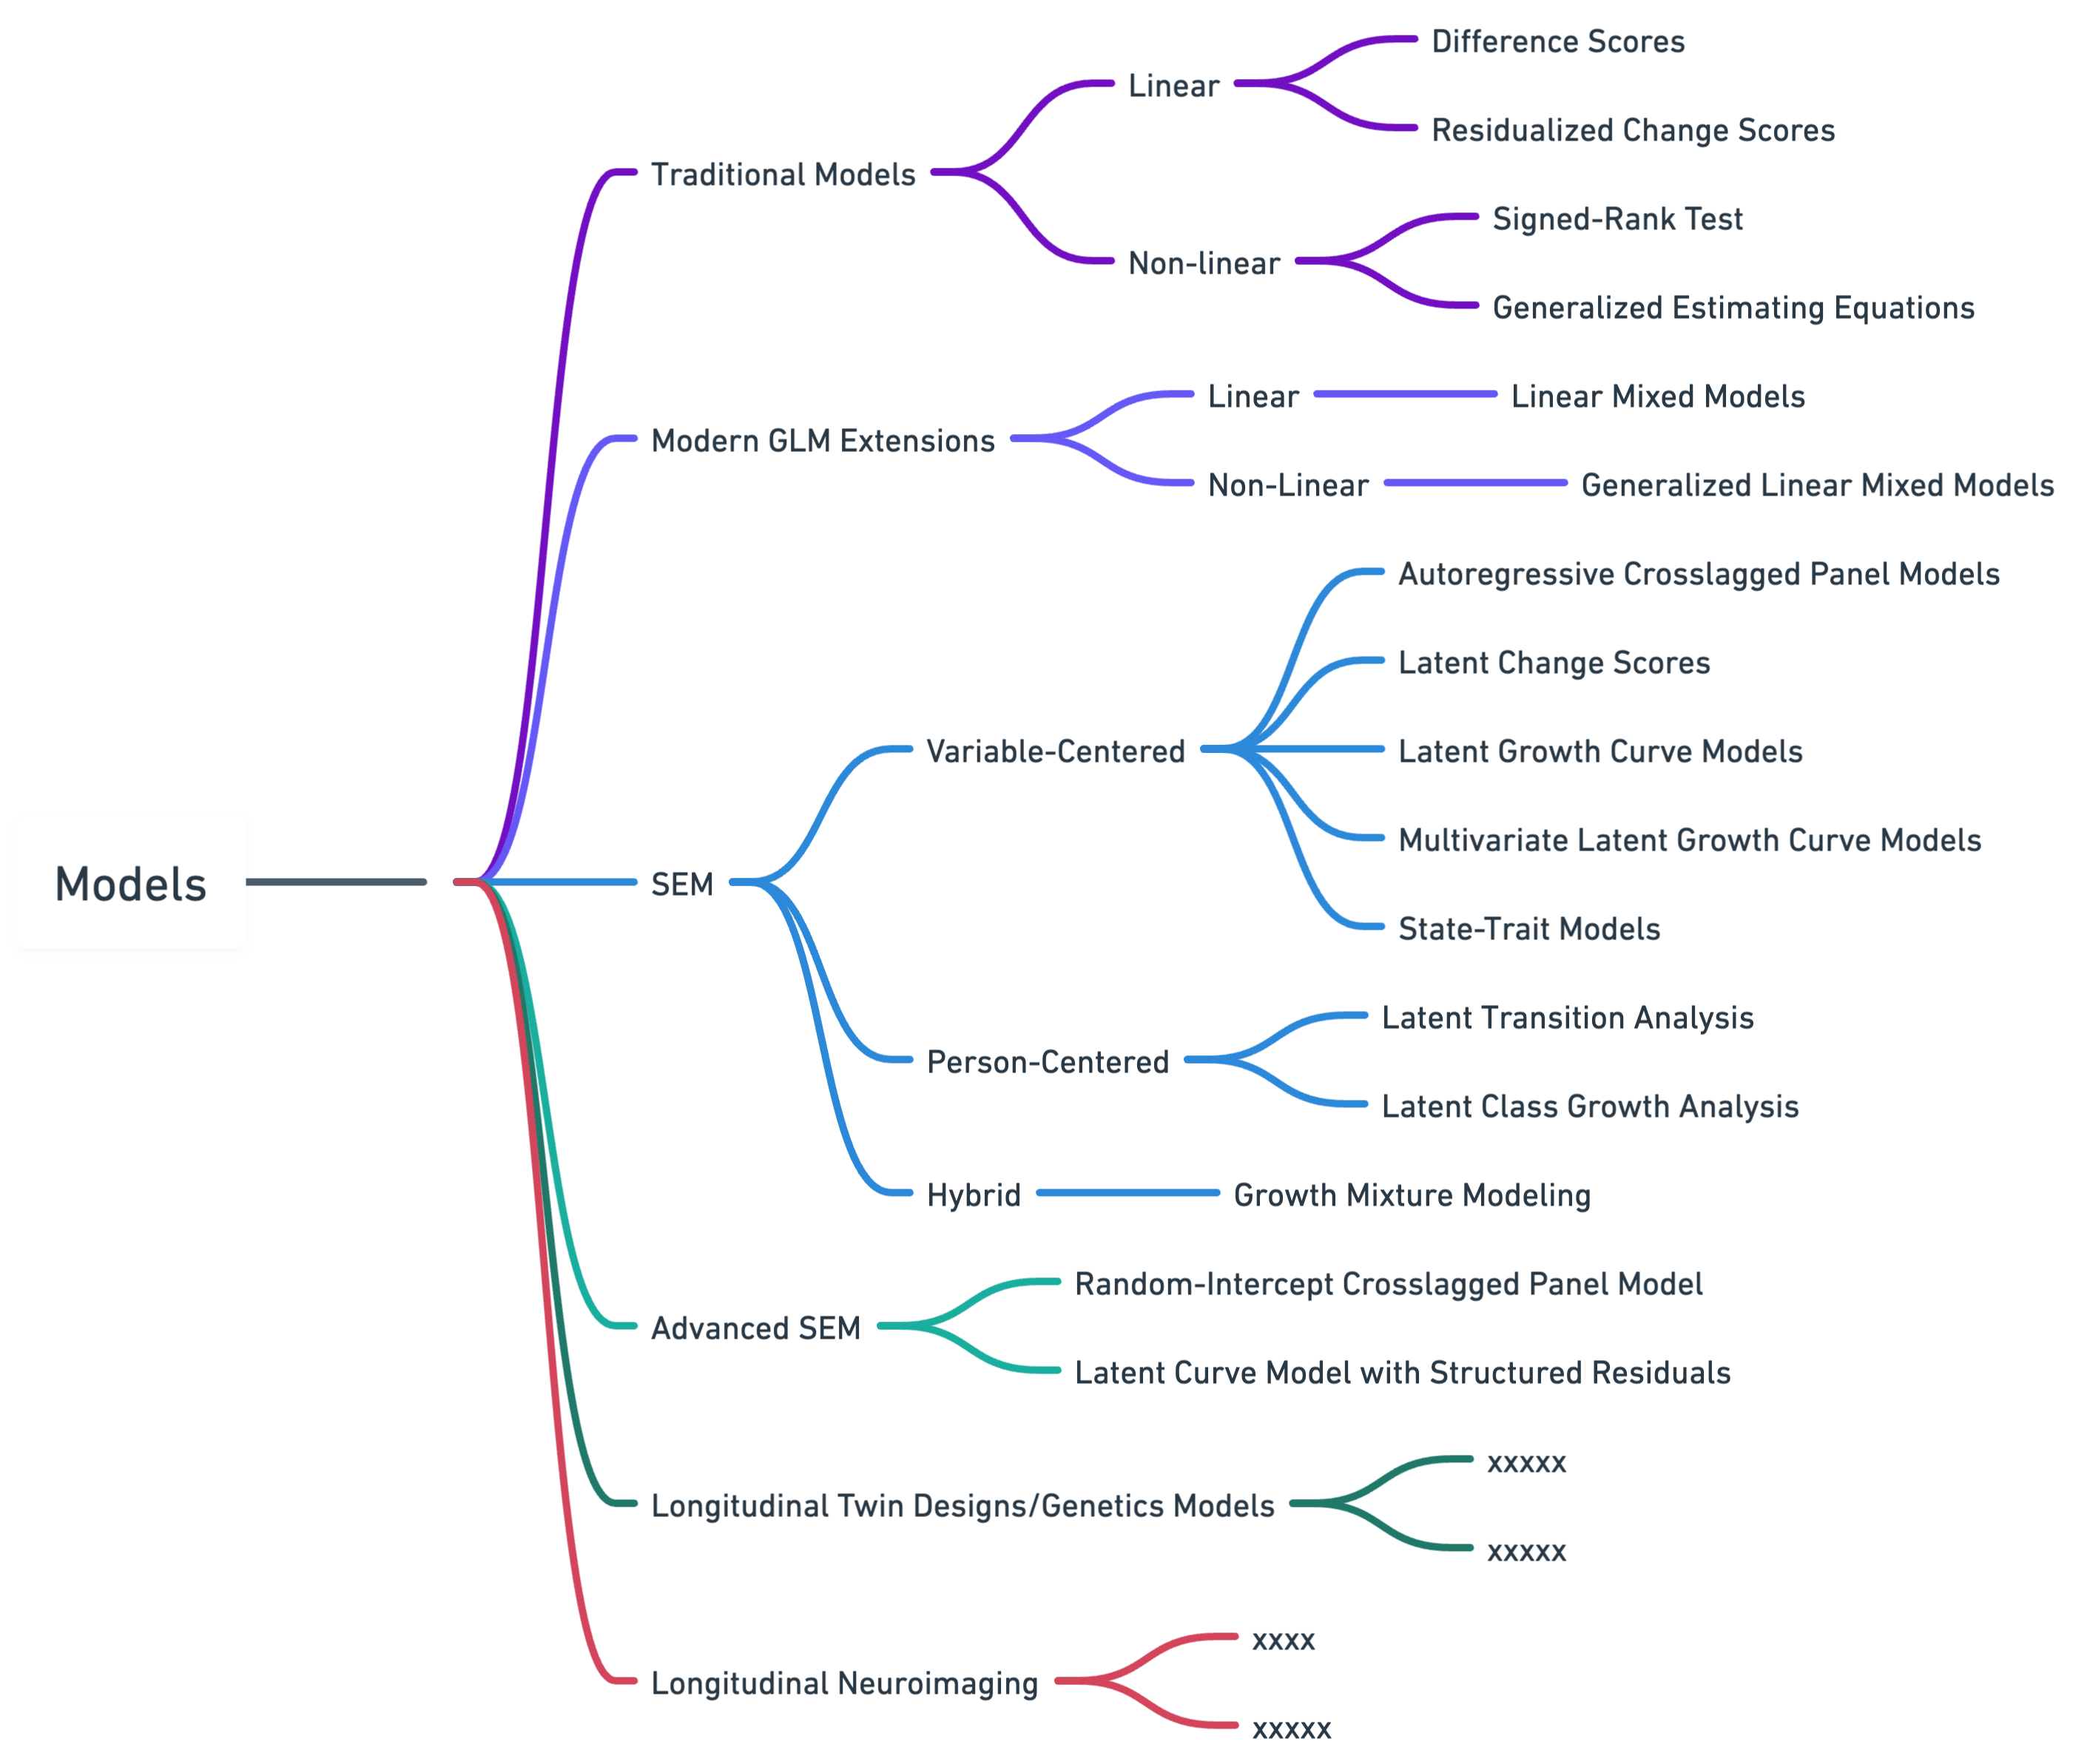 Models
Traditional Models
Linear
Difference Scores
Residualized Change Scores
Non-linear
Signed-Rank Test
Generalized Estimating Equations
Modern GLM Extensions
Linear
Linear Mixed Models
Non-Linear
Generalized Linear Mixed Models
SEM
Variable-Centered
Autoregressive Crosslagged Panel Models
Latent Change Scores
Latent Growth Curve Models
Multivariate Latent Growth Curve Models
State-Trait Models
Person-Centered
Latent Transition Analysis
Latent Class Growth Analysis
Hybrid
Growth Mixture Modeling
Advanced SEM
Random-Intercept Crosslagged Panel Model
Latent Curve Model with Structured Residuals
Longitudinal Twin Designs/Genetics Models
xxxxx
xxxxx
Longitudinal Neuroimaging
xxxx
xxxxx